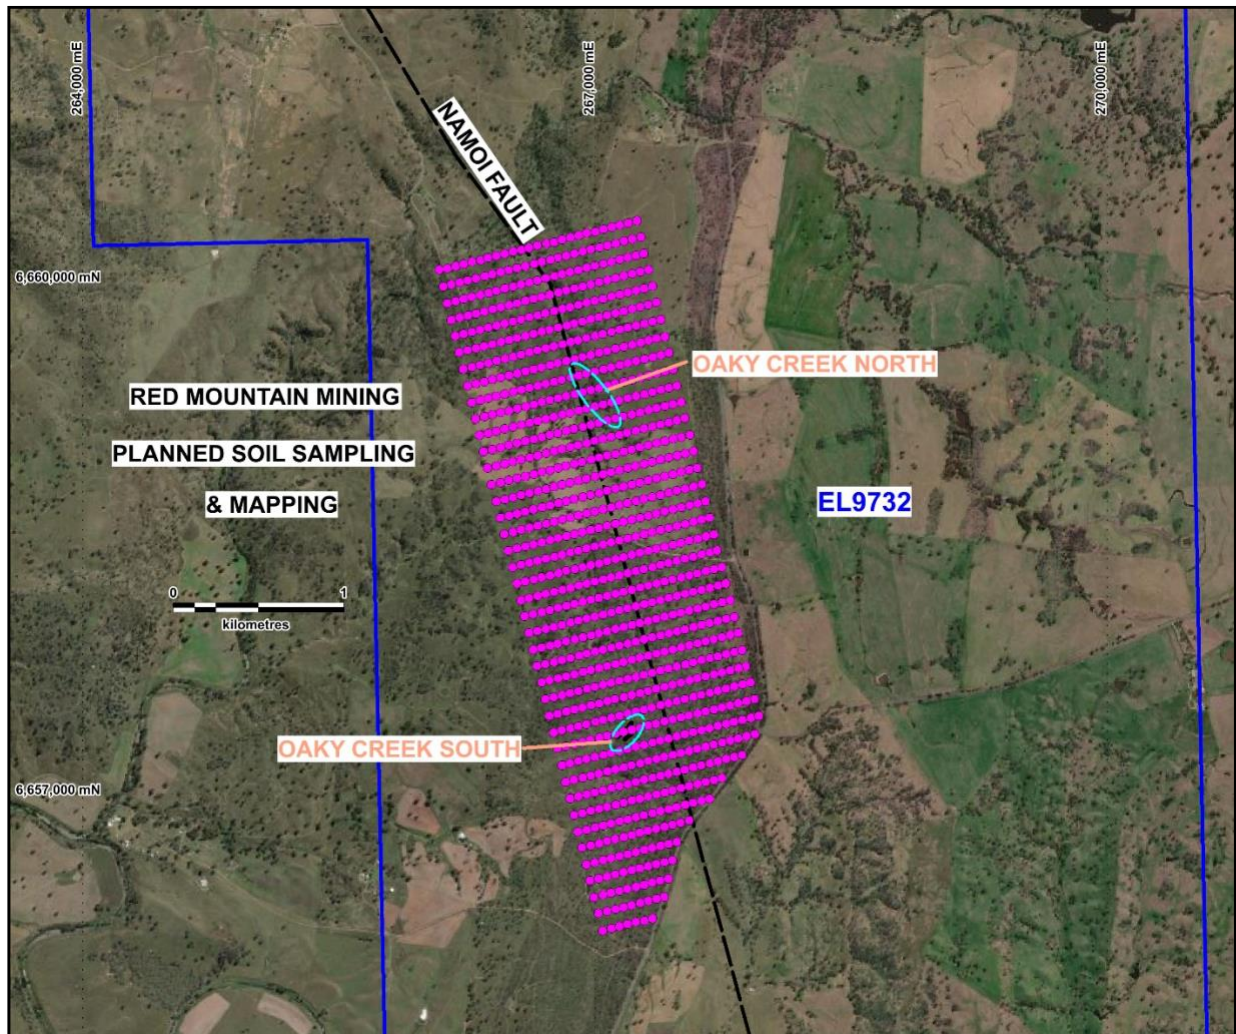 264,000 mE
267,000 mE
270,000 mE
NAMOI FAULT
6,660,000 mN
OAKY CREEK NORTH
RED MOUNTAIN MINING
PLANNED SOIL SAMPLING
& MAPPING
EL9732
0 1
kilometres
OAKY CREEK SOUTH
6,657,000 mN